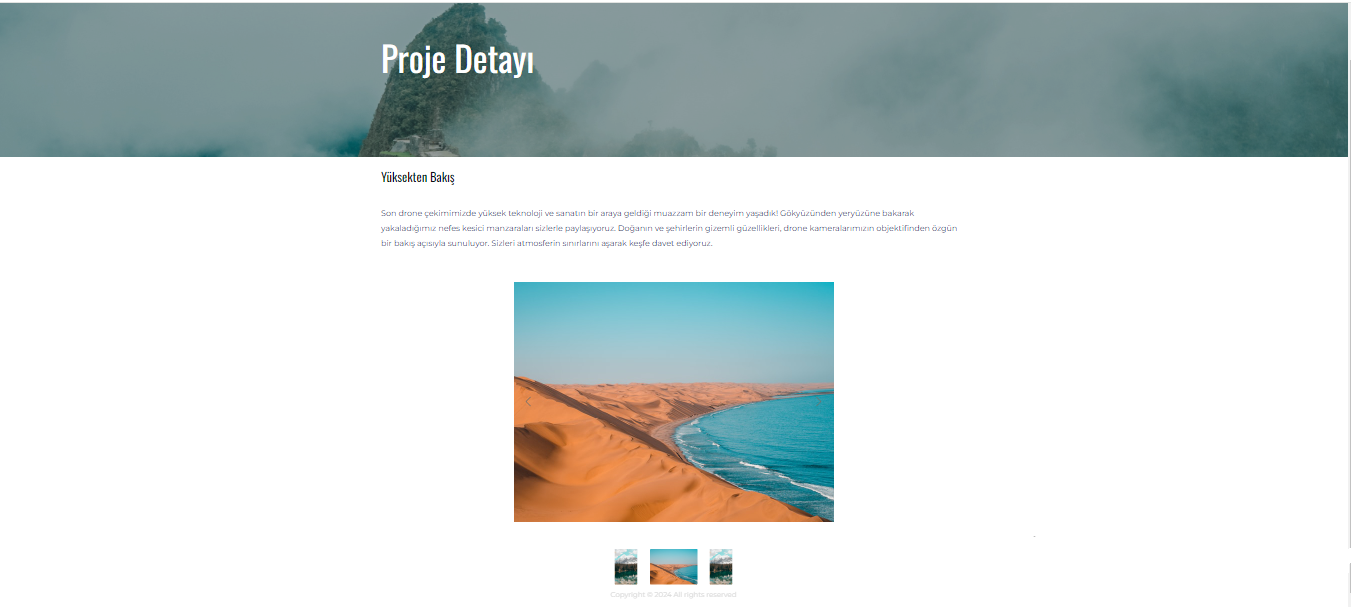 Proje Detayı
Yüksekten Bakış
Son drone çekimimizde yüksek teknoloji ve sanatın bir araya geldiği muazzam bir deneyim yaşadık! Gökyüzünden yeryüzüne bakarak
yakaladığımız nefes kesici manzaraları sizlerle paylaşıyoruz. Doğanın ve şehirlerin gizemli güzellikleri, drone kameralarımızın objektifinden özgün
bir bakış açısıyla sunuluyor. Sizleri atmosferin sınırlarını aşarak keşfe davet ediyoruz.
Copyright © 2024 All rights reserved